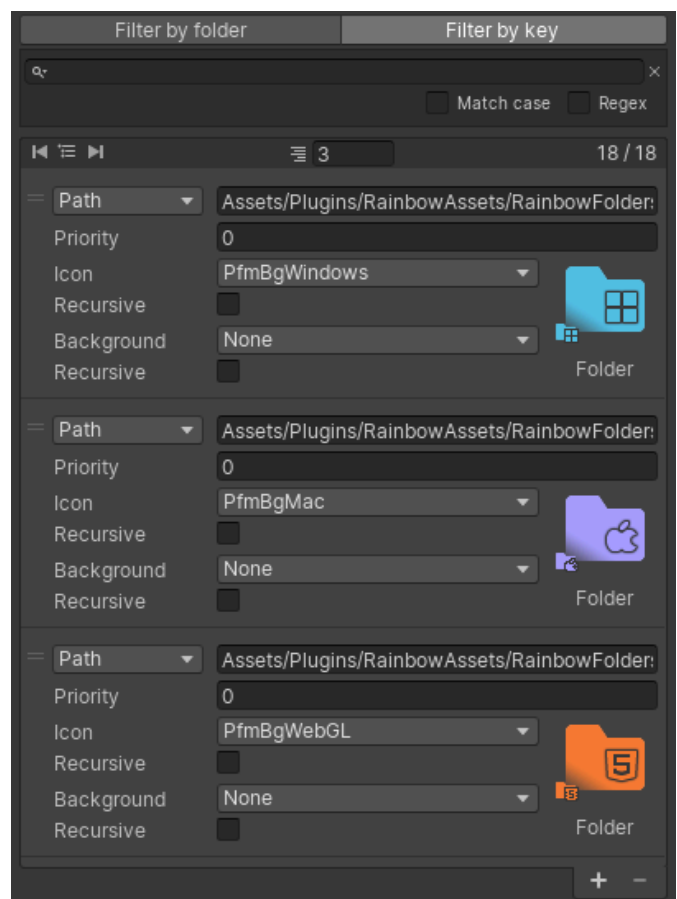 Filter by folder Filter by key
Match case Regex
3 18 / 18
Path Assets/Plugins/RainbowAssets/RainbowFolders
Priority 0
Icon PfmBgWindows
Recursive
Background None
Recursive Folder
Path Assets/Plugins/RainbowAssets/RainbowFolders
Priority 0
Icon PfmBgMac
Recursive
Background None
Recursive Folder
Path Assets/Plugins/RainbowAssets/RainbowFolders
Priority 0
Icon PfmBgWebGL
Recursive
Background None
Recursive Folder